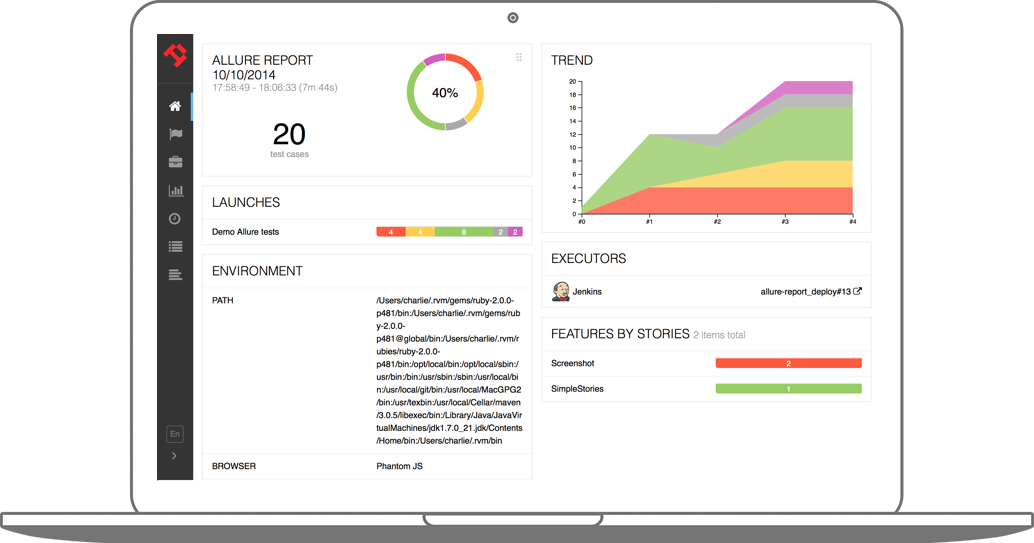 ALLURE REPORT
10/10/2014
17:58:49 - 18:06:33 (7m 44s)
40%
20
test cases
LAUNCHES
Demo Allure tests
4 4 8 2 2
ENVIRONMENT
PATH
/Users/charlie/.rvm/gems/ruby-2.0.0-
p481/bin:/Users/charlie/.rvm/gems/rub
y-2.0.0-
p481@global/bin:/Users/charlie/.rvm/r
ubies/ruby-2.0.0-
p481/bin:/opt/local/bin:/opt/local/sbin:/
usr/bin:/bin:/usr/sbin:/sbin:/usr/local/bi
n:/usr/local/git/bin:/usr/local/MacGPG2
/bin:/usr/texbin:/usr/local/Cellar/maven
/3.0.5/libexec/bin:/Library/Java/JavaVir
tualMachines/jdk1.7.0_21.jdk/Contents
/Home/bin:/Users/charlie/.rvm/bin
BROWSER
Phantom JS
En
TREND
20
18
16
14
12
10
8
6
4
2
0
#0 #1 #2 #3 #4
EXECUTORS
Jenkins
allure-report_deploy#13
FEATURES BY STORIES 2 items total
Screenshot
2
SimpleStories
1